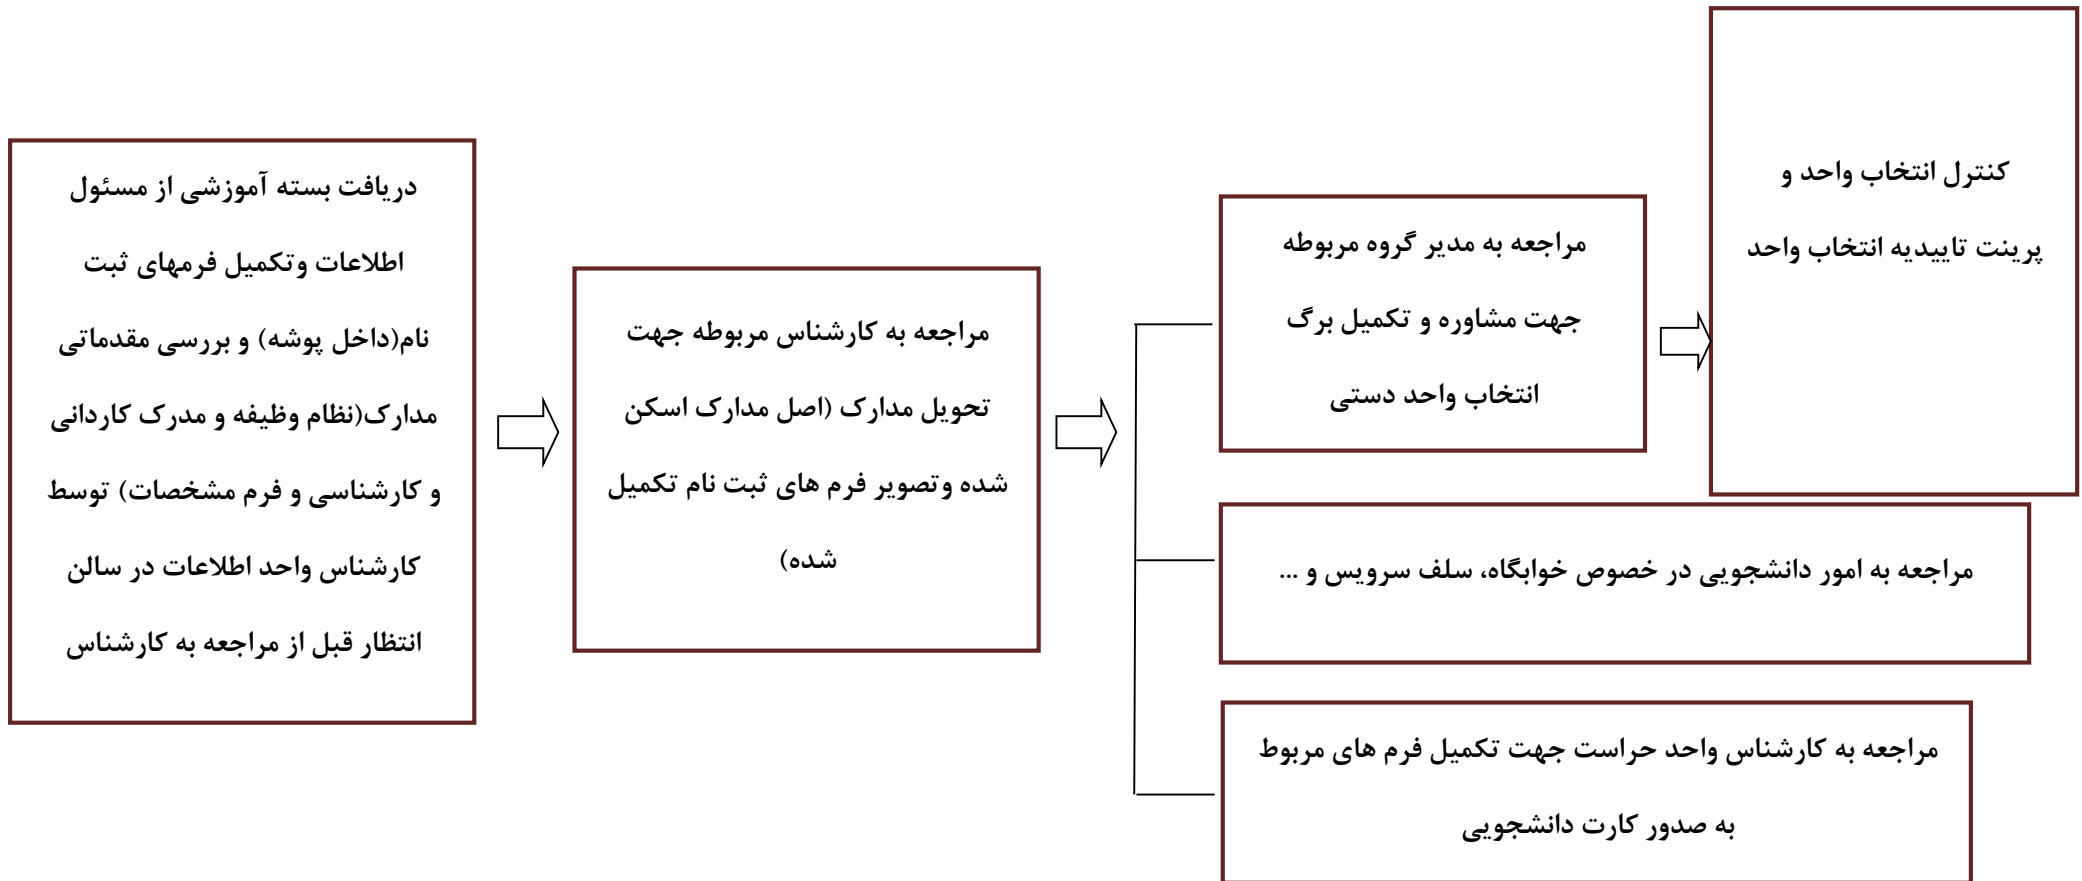 دریافت بسته آموزشی از مسئول
اطلاعات وتکمیل فرمهای ثبت
نام(داخل پوشه) و بررسی مقدماتی
مدارک(نظام وظیفه و مدرک کاردانی
و کارشناسی و فرم مشخصات) توسط
کارشناس واحد اطلاعات در سالن
انتظار قبل از مراجعه به کارشناس
مراجعه به کارشناس مربوطه جهت
تحویل مدارک (اصل مدارک اسکن
شده وتصویر فرم های ثبت نام تکمیل
شده)
مراجعه به مدیر گروه مربوطه
جهت مشاوره و تکمیل برگ
انتخاب واحد دستی
کنترل انتخاب واحد و
پرینت تاییدیه انتخاب واحد
مراجعه به امور دانشجویی در خصوص خوابگاه، سلف سرویس و ...
مراجعه به کارشناس واحد حراست جهت تکمیل فرم های مربوط
به صدور کارت دانشجویی